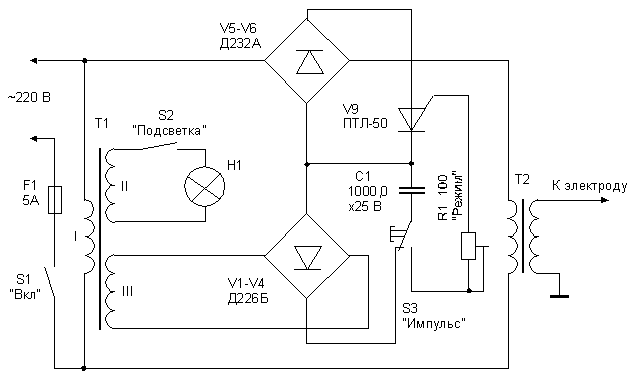 V5-V6
Д232А
~220 В
F1
5А
S1
"Вкл"
T1
S2
"Подсветка"
H1
I
II
III
V1-V4
Д226Б
V9
ПТЛ-50
C1
1000,0
x25 В
R1 100
"Режим"
S3
"Импульс"
T2
К электроду